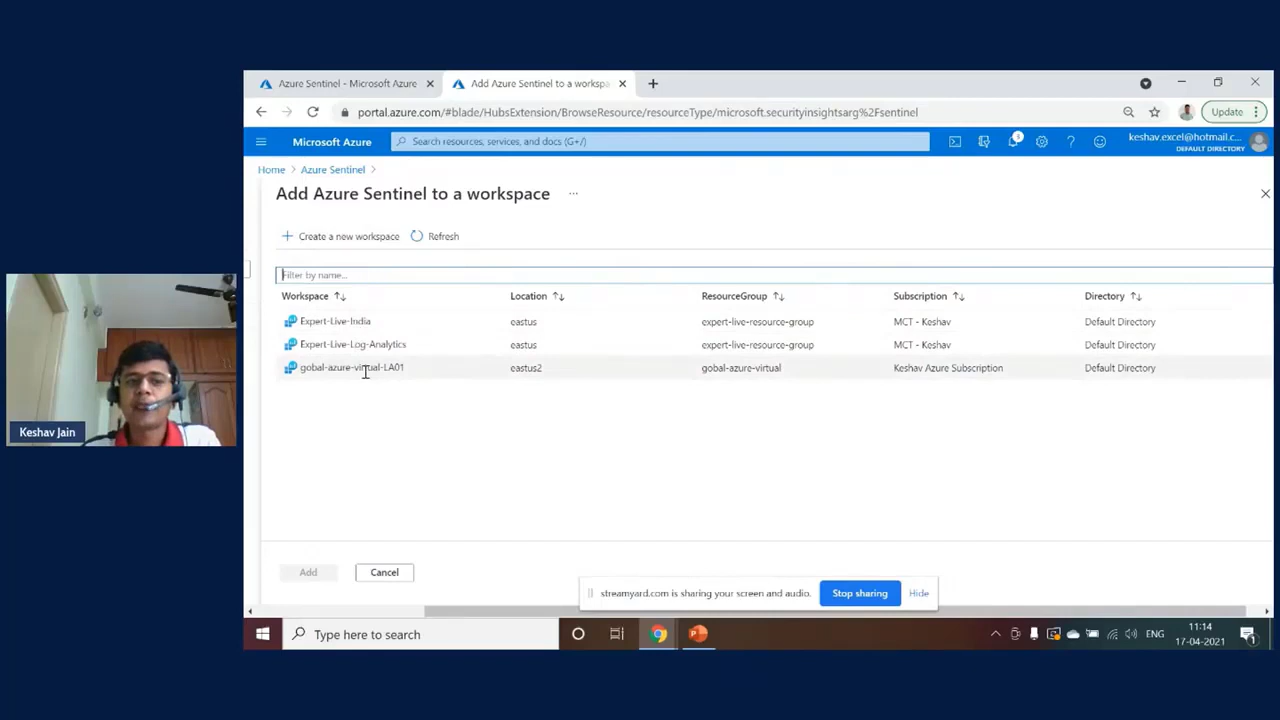 Azure Sentinel - Microsoft Azure
Add Azure Sentinel to a workspa
portal.azure.com/#blade/HubsExtension/BrowseResource/resourceType/microsoft.securityinsightsarg%2Fsentinel
Update
Microsoft Azure
Search resources, services, and docs (G+/)
3
keshav.excel@hotmail.c...
DEFAULT DIRECTORY
Home > Azure Sentinel >
Add Azure Sentinel to a workspace ...
+ Create a new workspace Refresh
Filter by name...
Workspace Location ResourceGroup Subscription Directory
Expert-Live-India eastus expert-live-resource-group MCT - Keshav Default Directory
Expert-Live-Log-Analytics eastus expert-live-resource-group MCT - Keshav Default Directory
gobal-azure-virtual-LA01 eastus2 gobal-azure-virtual Keshav Azure Subscription Default Directory
Keshav Jain
Add Cancel
streamyard.com is sharing your screen and audio. Stop sharing Hide
Type here to search
ENG
11:14
17-04-2021
1